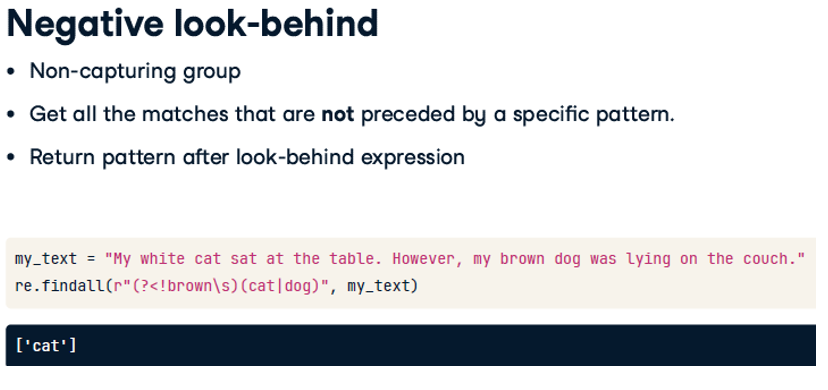 Negative look-behind
• Non-capturing group
• Get all the matches that are not preceded by a specific pattern.
• Return pattern after look-behind expression
my_text = "My white cat sat at the table. However, my brown dog was lying on the couch."
re.findall(r"(?<!brown\s)(cat|dog)", my_text)
['cat']